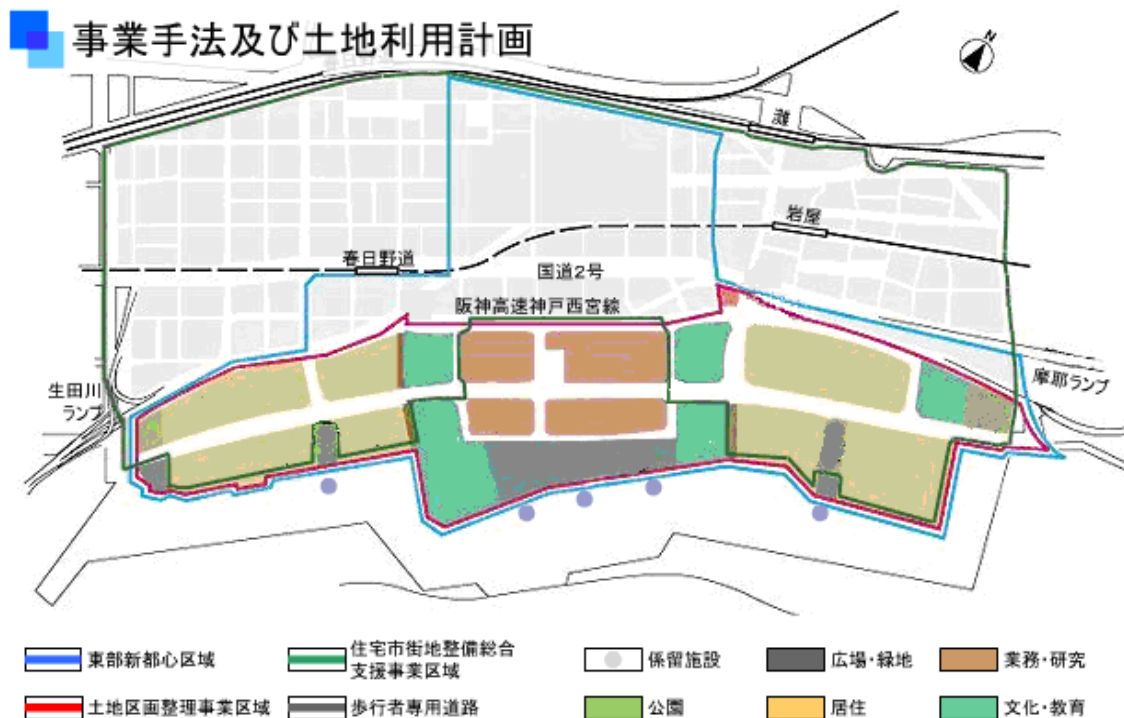 事業手法及び土地利用計画
N
灘
岩屋
春日野道
国道2号
阪神高速神戸西宮線
生田川
ランプ
摩耶ランプ
東部新都心区域
住宅市街地整備総合
支援事業区域
係留施設
広場・緑地
業務・研究
土地区画整理事業区域
歩行者専用道路
公園
居住
文化・教育